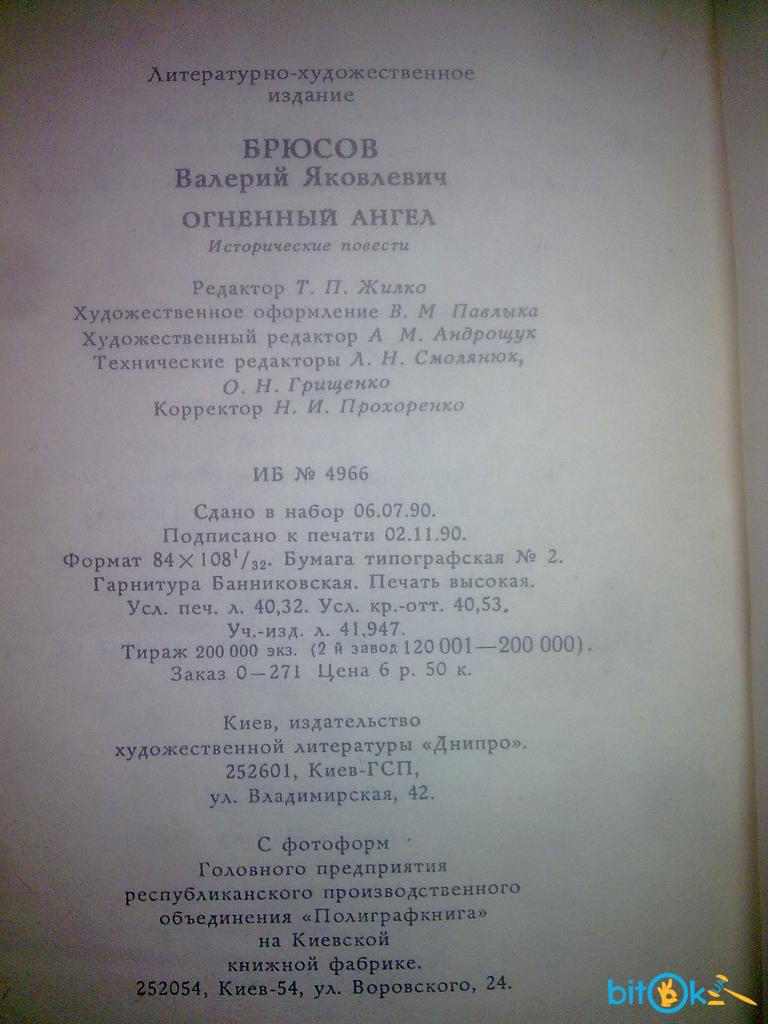 Литературно-художественное
издание
БРЮСОВ
Валерий Яковлевич
ОГНЕННЫЙ АНГЕЛ
Исторические повести
Редактор Т. П. Жилко
Художественное оформление В. М Павлыка
Художественный редактор А М. Андрощук
Технические редакторы Л. Н. Смолянюк,
О. Н. Грищенко
Корректор Н. И. Прохоренко
ИБ № 4966
Сдано в набор 06.07.90.
Подписано к печати 02.11.90.
Формат 84×108¹/₃₂. Бумага типографская № 2.
Гарнитура Банниковская. Печать высокая.
Усл. печ. л. 40,32. Усл. кр.-отт. 40,53.
Уч.-изд. л. 41,947.
Тираж 200 000 экз. (2 й завод 120 001—200 000).
Заказ 0—271 Цена 6 р. 50 к.
Киев, издательство
художественной литературы «Днипро».
252601, Киев-ГСП,
ул. Владимирская, 42.
С фотоформ
Головного предприятия
республиканского производственного
объединения «Полиграфкнига»
на Киевской
книжной фабрике.
252054, Киев-54, ул. Воровского, 24.
bitok.ua